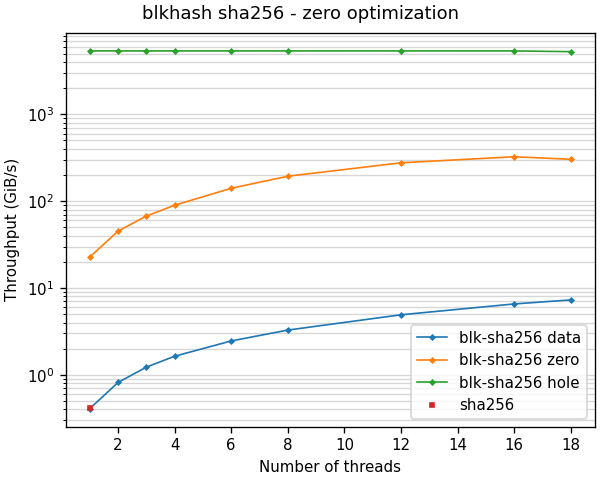 blkhash sha256 - zero optimization
Throughput (GiB/s)
10³
10²
10¹
10⁰
2 4 6 8 10 12 14 16 18
Number of threads
blk-sha256 data
blk-sha256 zero
blk-sha256 hole
sha256